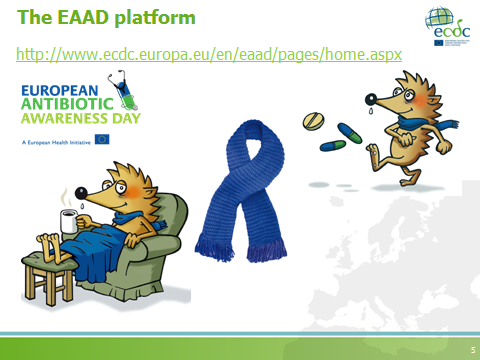 The EAAD platform
ecdc
http://www.ecdc.europa.eu/en/eaad/pages/home.aspx
EUROPEAN
ANTIBIOTIC
AWARENESS DAY
A European Health Initiative
5